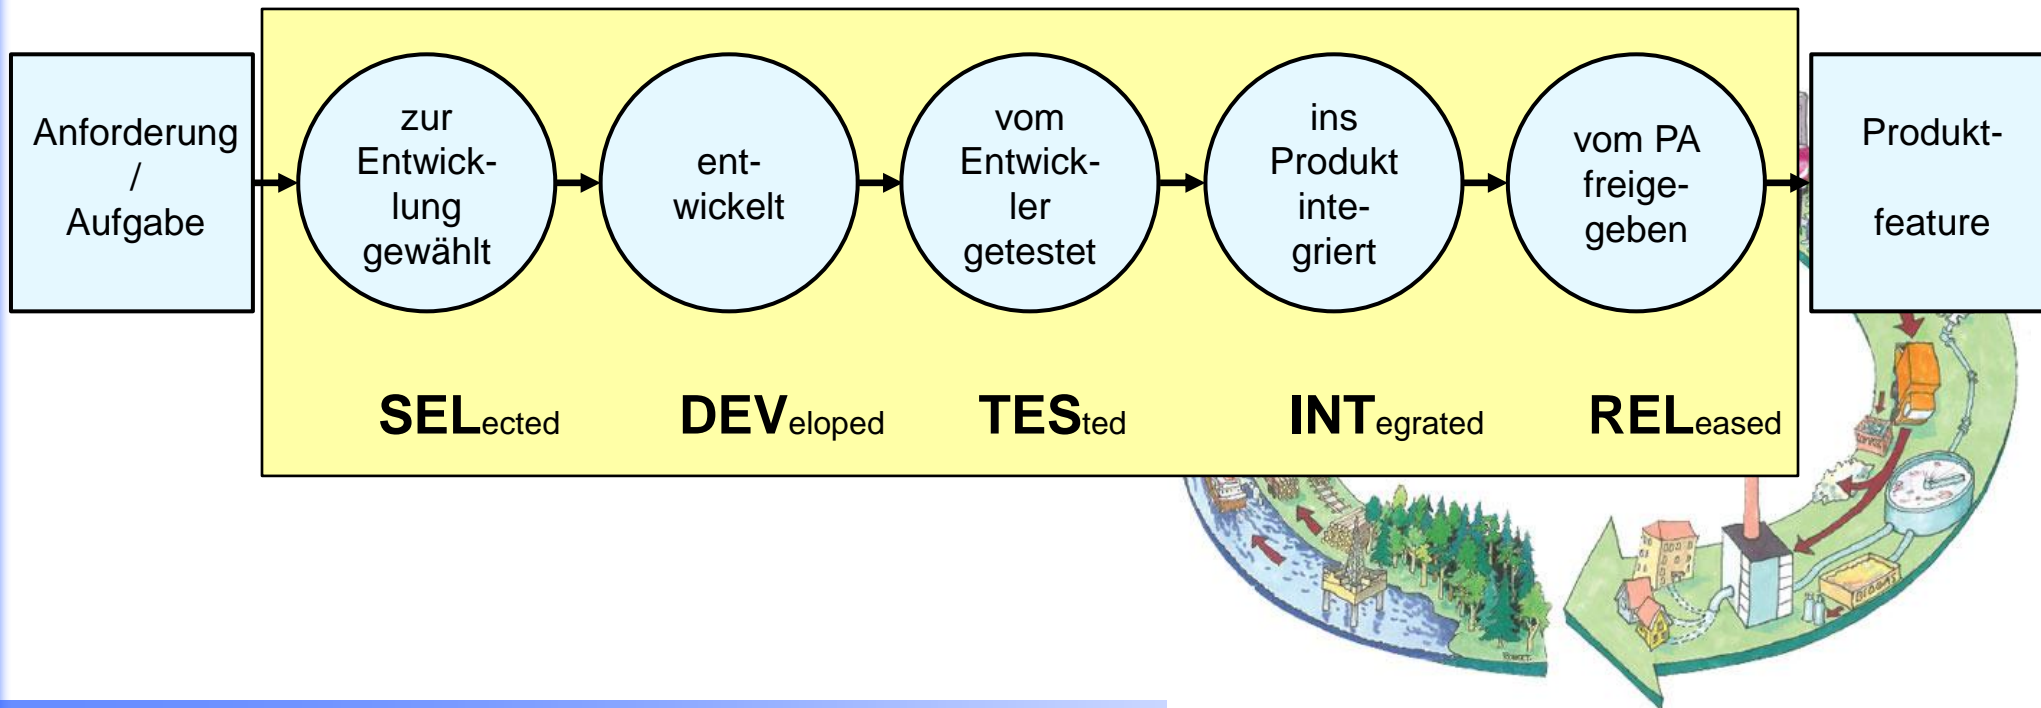 Anforderung
/
Aufgabe
zur
Entwick-
lung
gewählt
ent-
wickelt
vom
Entwick-
ler
getestet
ins
Produkt
inte-
griert
vom PA
freige-
geben
Produkt-
feature
SELected
DEVeloped
TESted
INTegrated
RELeased
BIOGAS